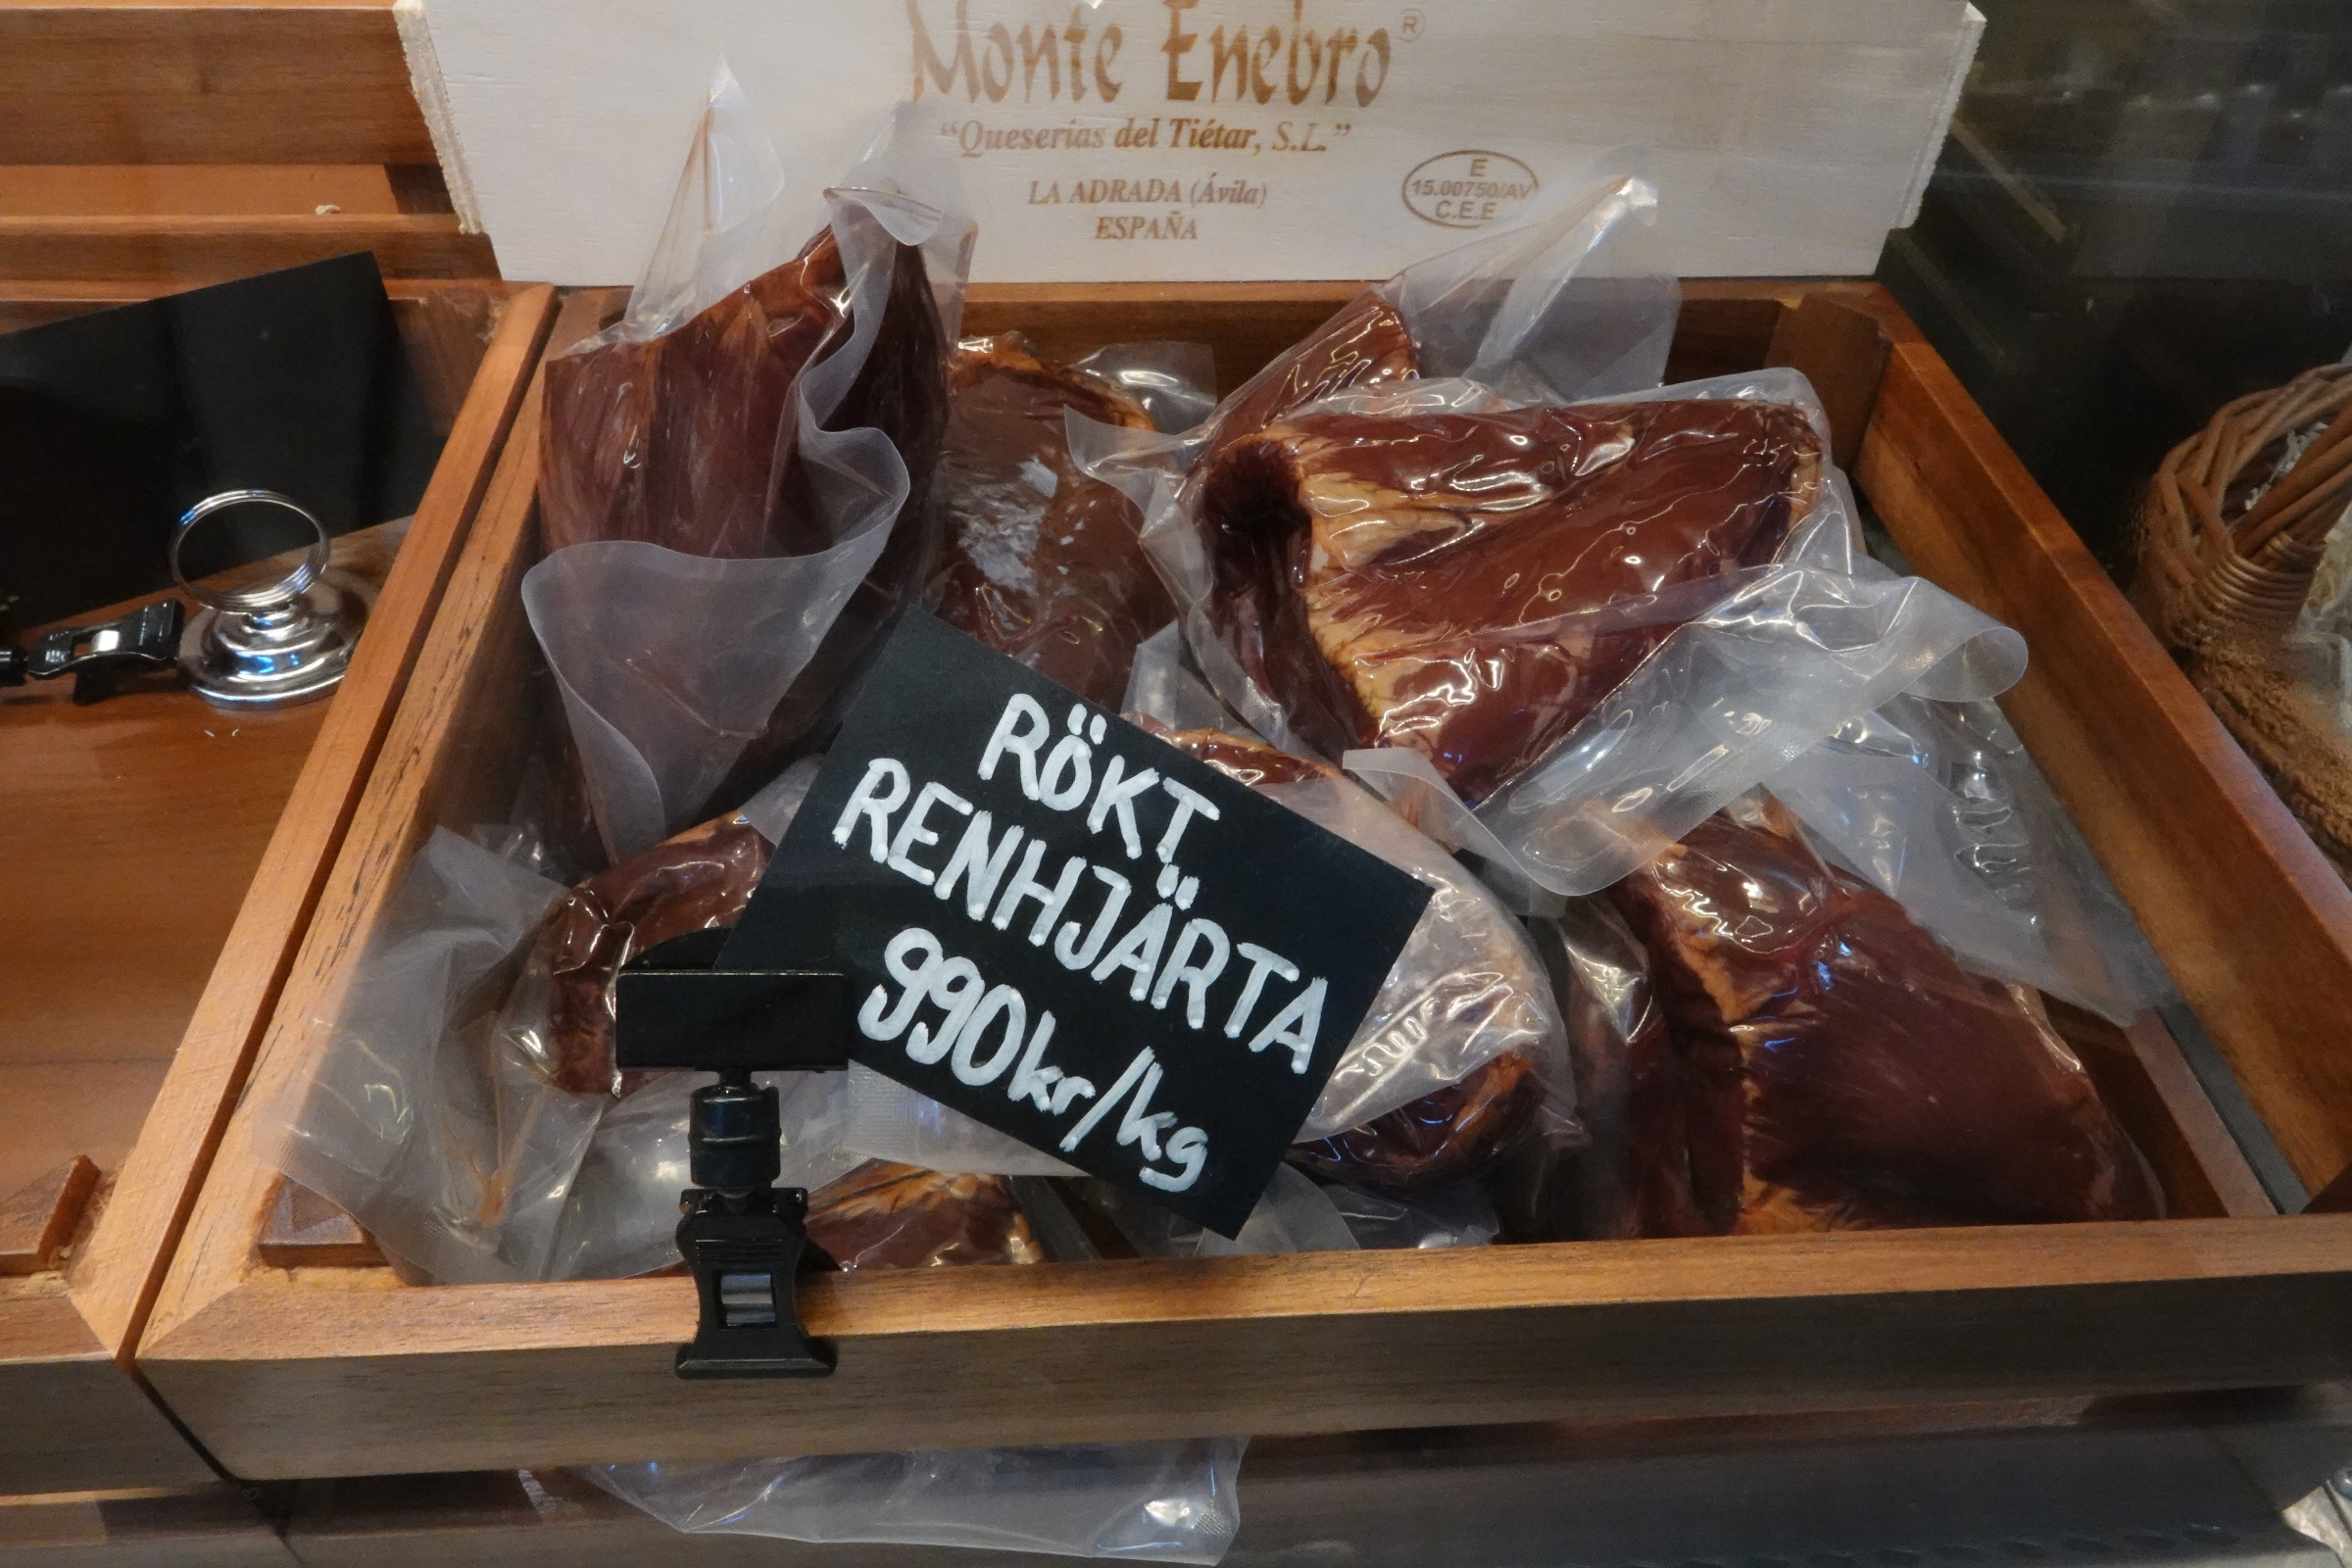 Monte Enebro®
“Queserías del Tiétar, S.L.”
LA ADRADA (Ávila)
ESPAÑA
E
15.00750/AV
C.E.E
RÖKT
RENHJÄRTA
990kr/kg